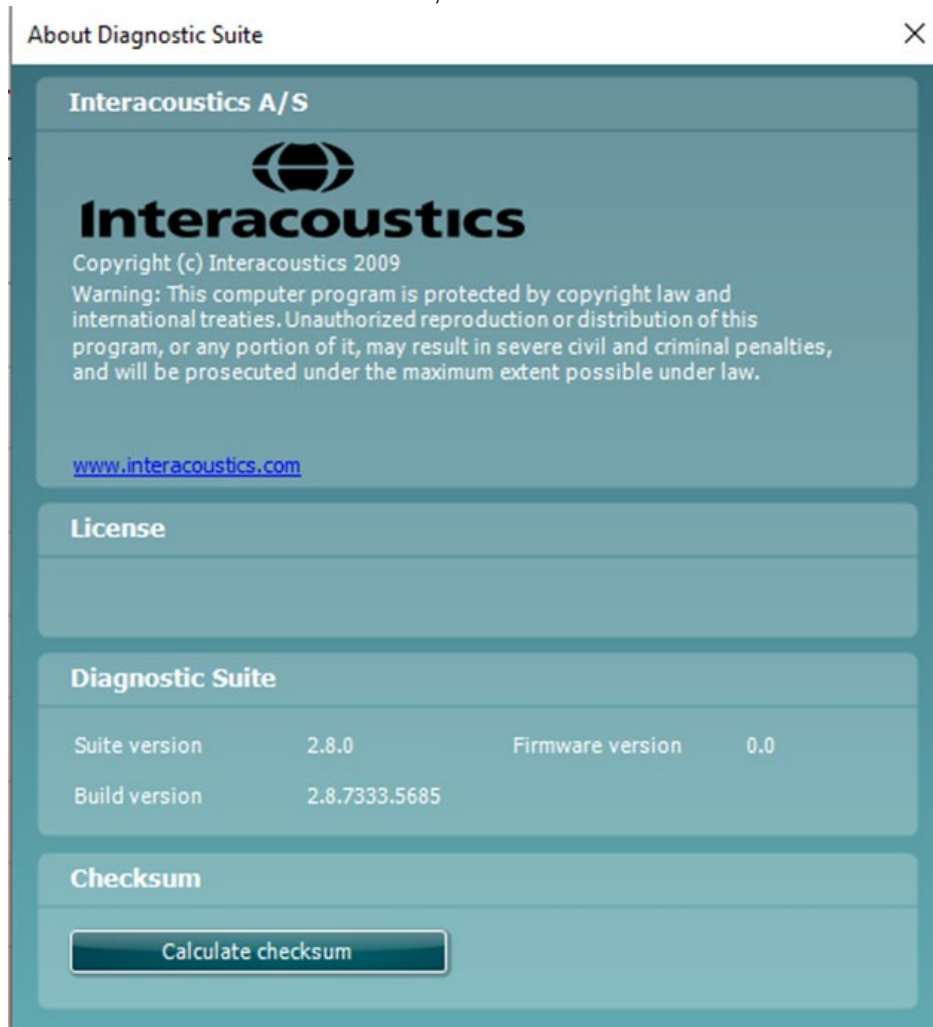 About Diagnostic Suite
Interacoustics A/S
Interacoustics
Copyright (c) Interacoustics 2009
Warning: This computer program is protected by copyright law and
international treaties. Unauthorized reproduction or distribution of this
program, or any portion of it, may result in severe civil and criminal penalties,
and will be prosecuted under the maximum extent possible under law.
www.interacoustics.com
License
Diagnostic Suite
Suite version 2.8.0 Firmware version 0.0
Build version 2.8.7333.5685
Checksum
Calculate checksum